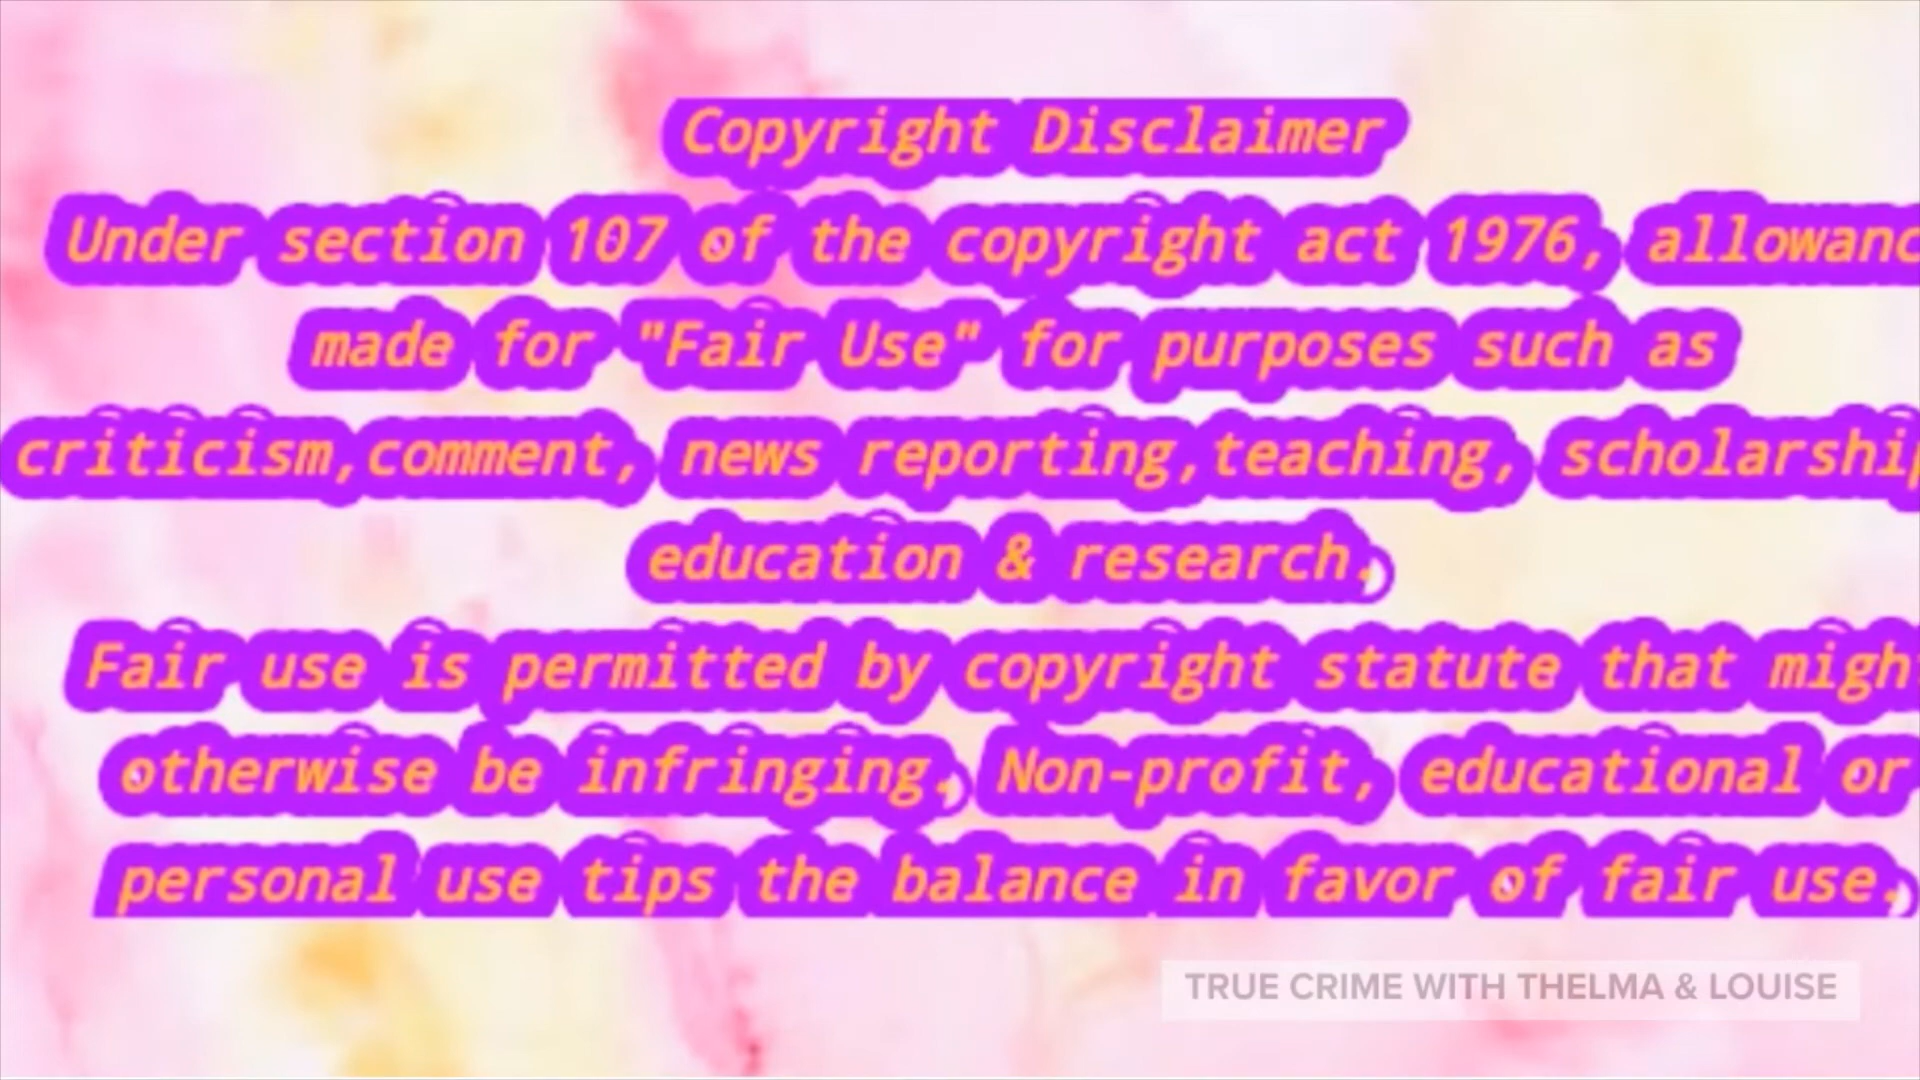 Copyright Disclaimer
Under section 107 of the copyright act 1976, allowanc
made for "Fair Use" for purposes such as
criticism,comment, news reporting,teaching, scholarship
education & research.
Fair use is permitted by copyright statute that might
otherwise be infringing. Non-profit, educational or
personal use tips the balance in favor of fair use.
TRUE CRIME WITH THELMA & LOUISE